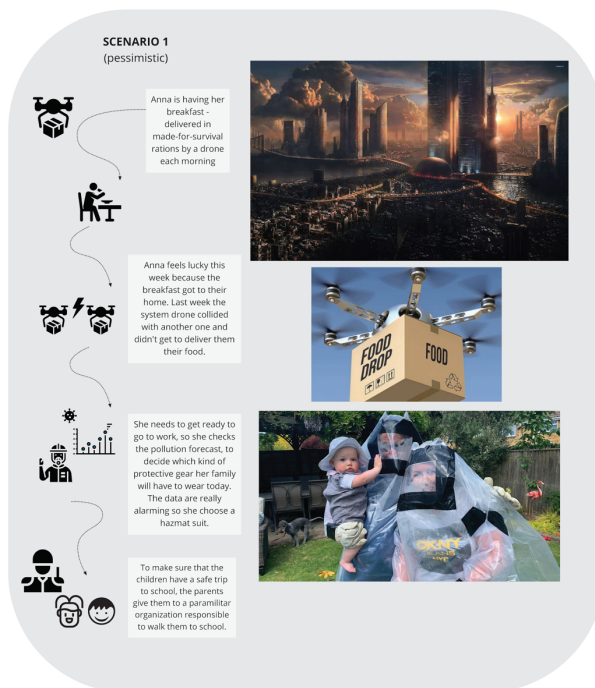 SCENARIO 1
(pessimistic)
Anna is having her
breakfast -
delivered in
made-for-survival
rations by a drone
each morning
Anna feels lucky this
week because the
breakfast got to their
home. Last week the
system drone collided
with another one and
didn't get to deliver them
their food.
FOOD
DROP
FOOD
She needs to get ready to
go to work, so she checks
the pollution forecast, to
decide which kind of
protective gear her family
will have to wear today.
The data are really
alarming so she choose a
hazmat suit.
DKNY
JEANS
To make sure that the
children have a safe trip
to school, the parents
give them to a paramilitar
organization responsible
to walk them to school.